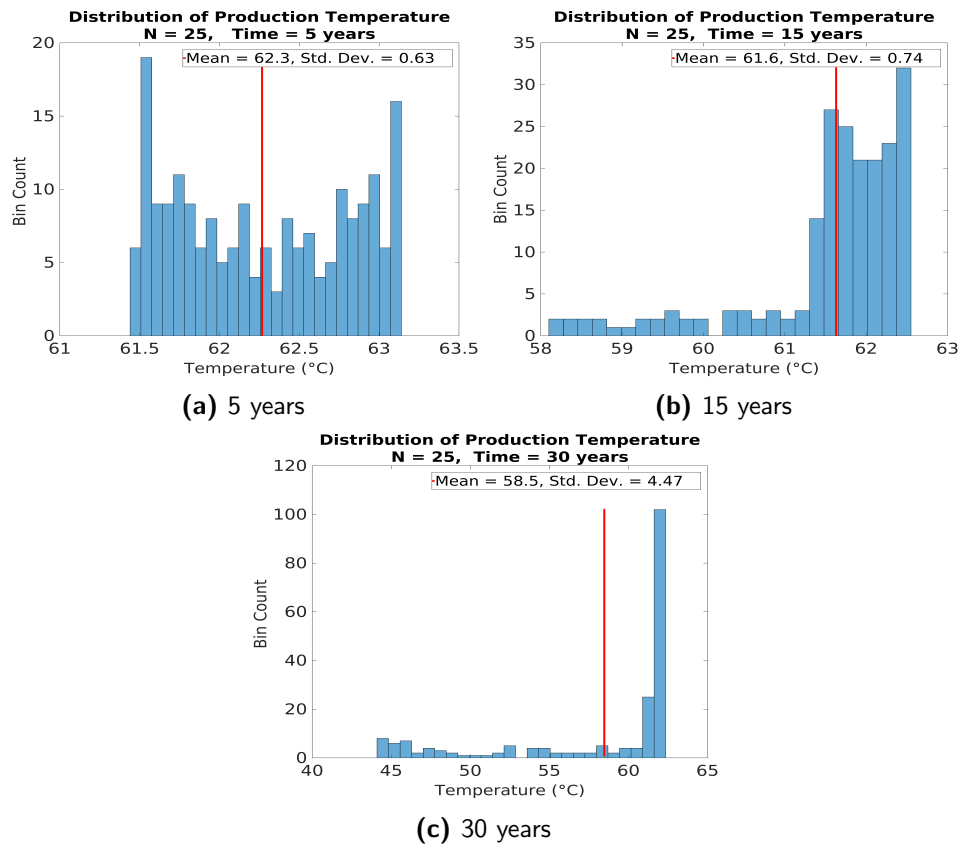 Distribution of Production Temperature
N = 25,   Time = 5 years
Mean = 62.3, Std. Dev. = 0.63
20
15
10
5
0
Bin Count
61
61.5
62
62.5
63
63.5
Temperature (°C)
(a) 5 years
Distribution of Production Temperature
N = 25,   Time = 15 years
Mean = 61.6, Std. Dev. = 0.74
35
30
25
20
15
10
5
0
Bin Count
58
59
60
61
62
63
Temperature (°C)
(b) 15 years
Distribution of Production Temperature
N = 25,  Time = 30 years
Mean = 58.5, Std. Dev. = 4.47
120
100
80
60
40
20
0
Bin Count
40
45
50
55
60
65
Temperature (°C)
(c) 30 years